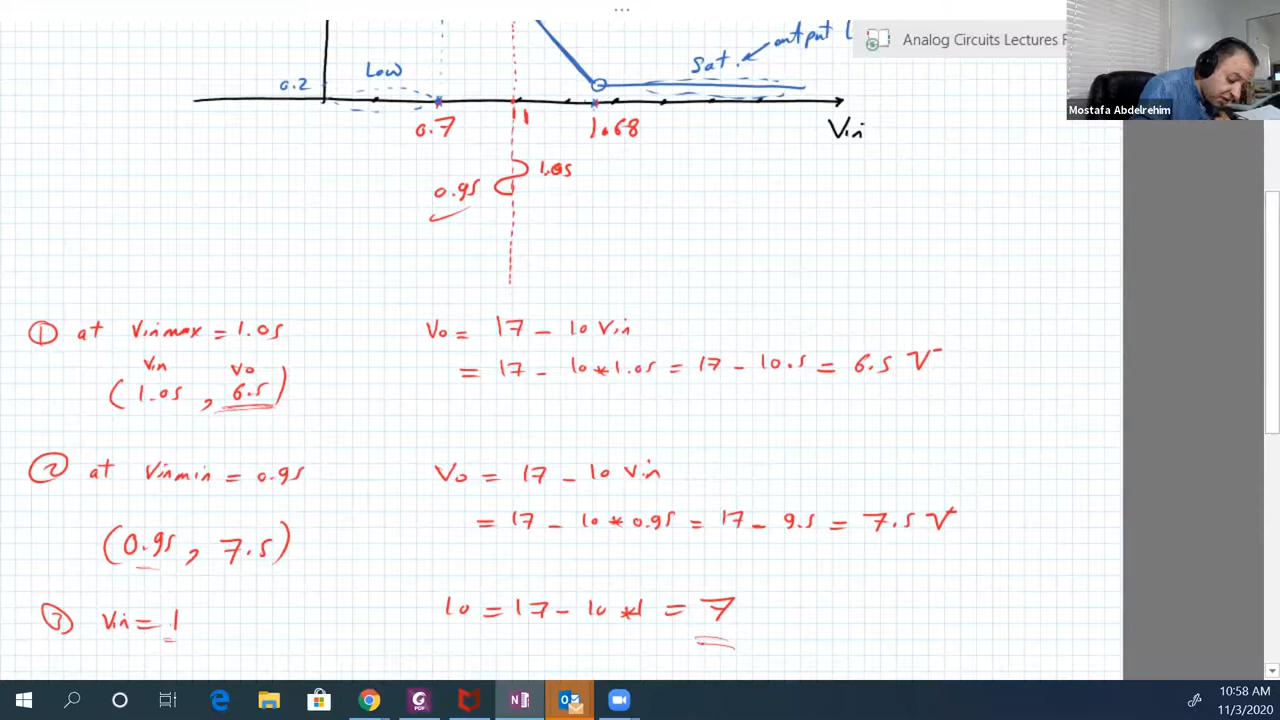 output
Sat.
Analog Circuits Lectures F
Mostafa Abdelrehim
Low
0.2
0.7
1
1.68
Vin
1.05
0.95
① at Vinmax = 1.05
Vo = 17 - 10 Vin
= 17 - 10 * 1.05 = 17 - 10.5 = 6.5 V
Vin Vo
(1.05, 6.5)
② at Vinmin = 0.95
Vo = 17 - 10 Vin
= 17 - 10 * 0.95 = 17 - 9.5 = 7.5 V
(0.95, 7.5)
③ Vin = 1
Vo = 17 - 10 * 1 = 7
PDF
10:58 AM
11/3/2020